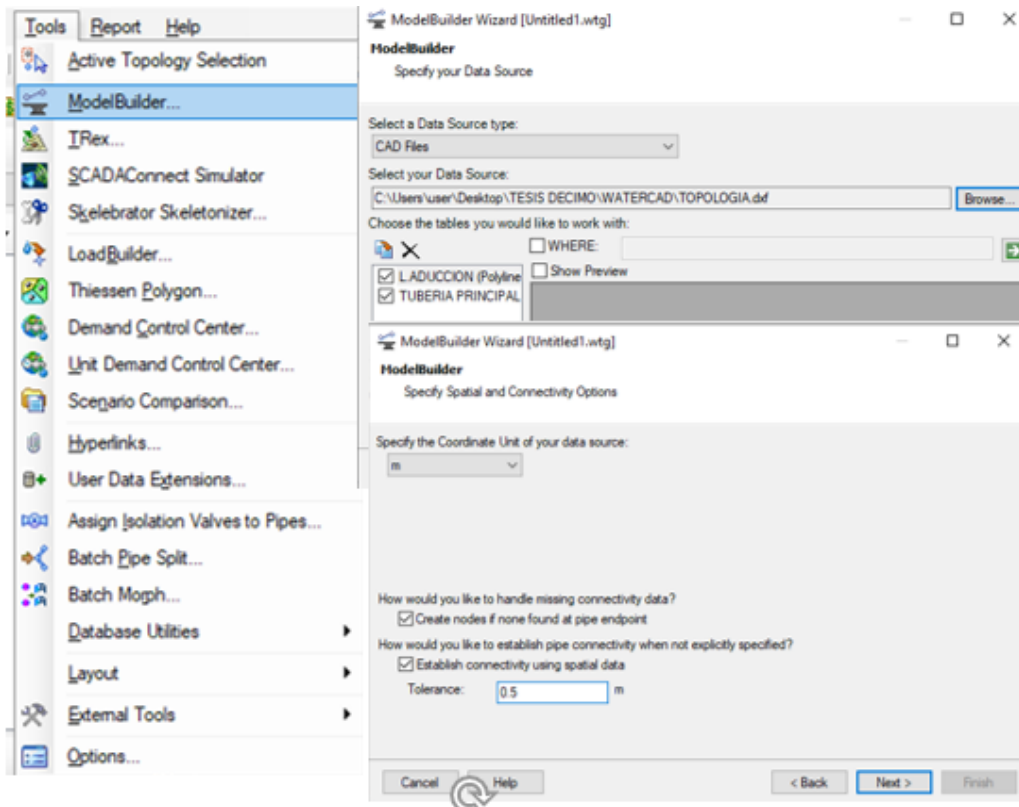 Tools Report Help
Active Topology Selection
ModelBuilder...
TRex...
SCADAConnect Simulator
Skelebrator Skeletonizer...
LoadBuilder...
Thiessen Polygon...
Demand Control Center...
Unit Demand Control Center...
Scenario Comparison...
Hyperlinks...
User Data Extensions...
Assign Isolation Valves to Pipes...
Batch Pipe Split...
Batch Morph...
Database Utilities
Layout
External Tools
Options...
ModelBuilder Wizard [Untitled1.wtg]
ModelBuilder
Specify your Data Source
Select a Data Source type:
CAD Files
Select your Data Source:
C:\Users\user\Desktop\TESIS DECIMO\WATERCAD\TOPOLOGIA.dxf Browse...
Choose the tables you would like to work with:
WHERE:
L.ADUCCION (Polyline Show Preview
TUBERIA PRINCIPAL
ModelBuilder Wizard [Untitled1.wtg]
ModelBuilder
Specify Spatial and Connectivity Options
Specify the Coordinate Unit of your data source:
m
How would you like to handle missing connectivity data?
Create nodes if none found at pipe endpoint
How would you like to establish pipe connectivity when not explicitly specified?
Establish connectivity using spatial data
Tolerance: 0.5 m
Cancel Help < Back Next > Finish